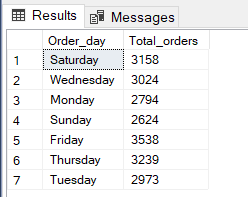 Results Messages
Order_day Total_orders
1 Saturday 3158
2 Wednesday 3024
3 Monday 2794
4 Sunday 2624
5 Friday 3538
6 Thursday 3239
7 Tuesday 2973